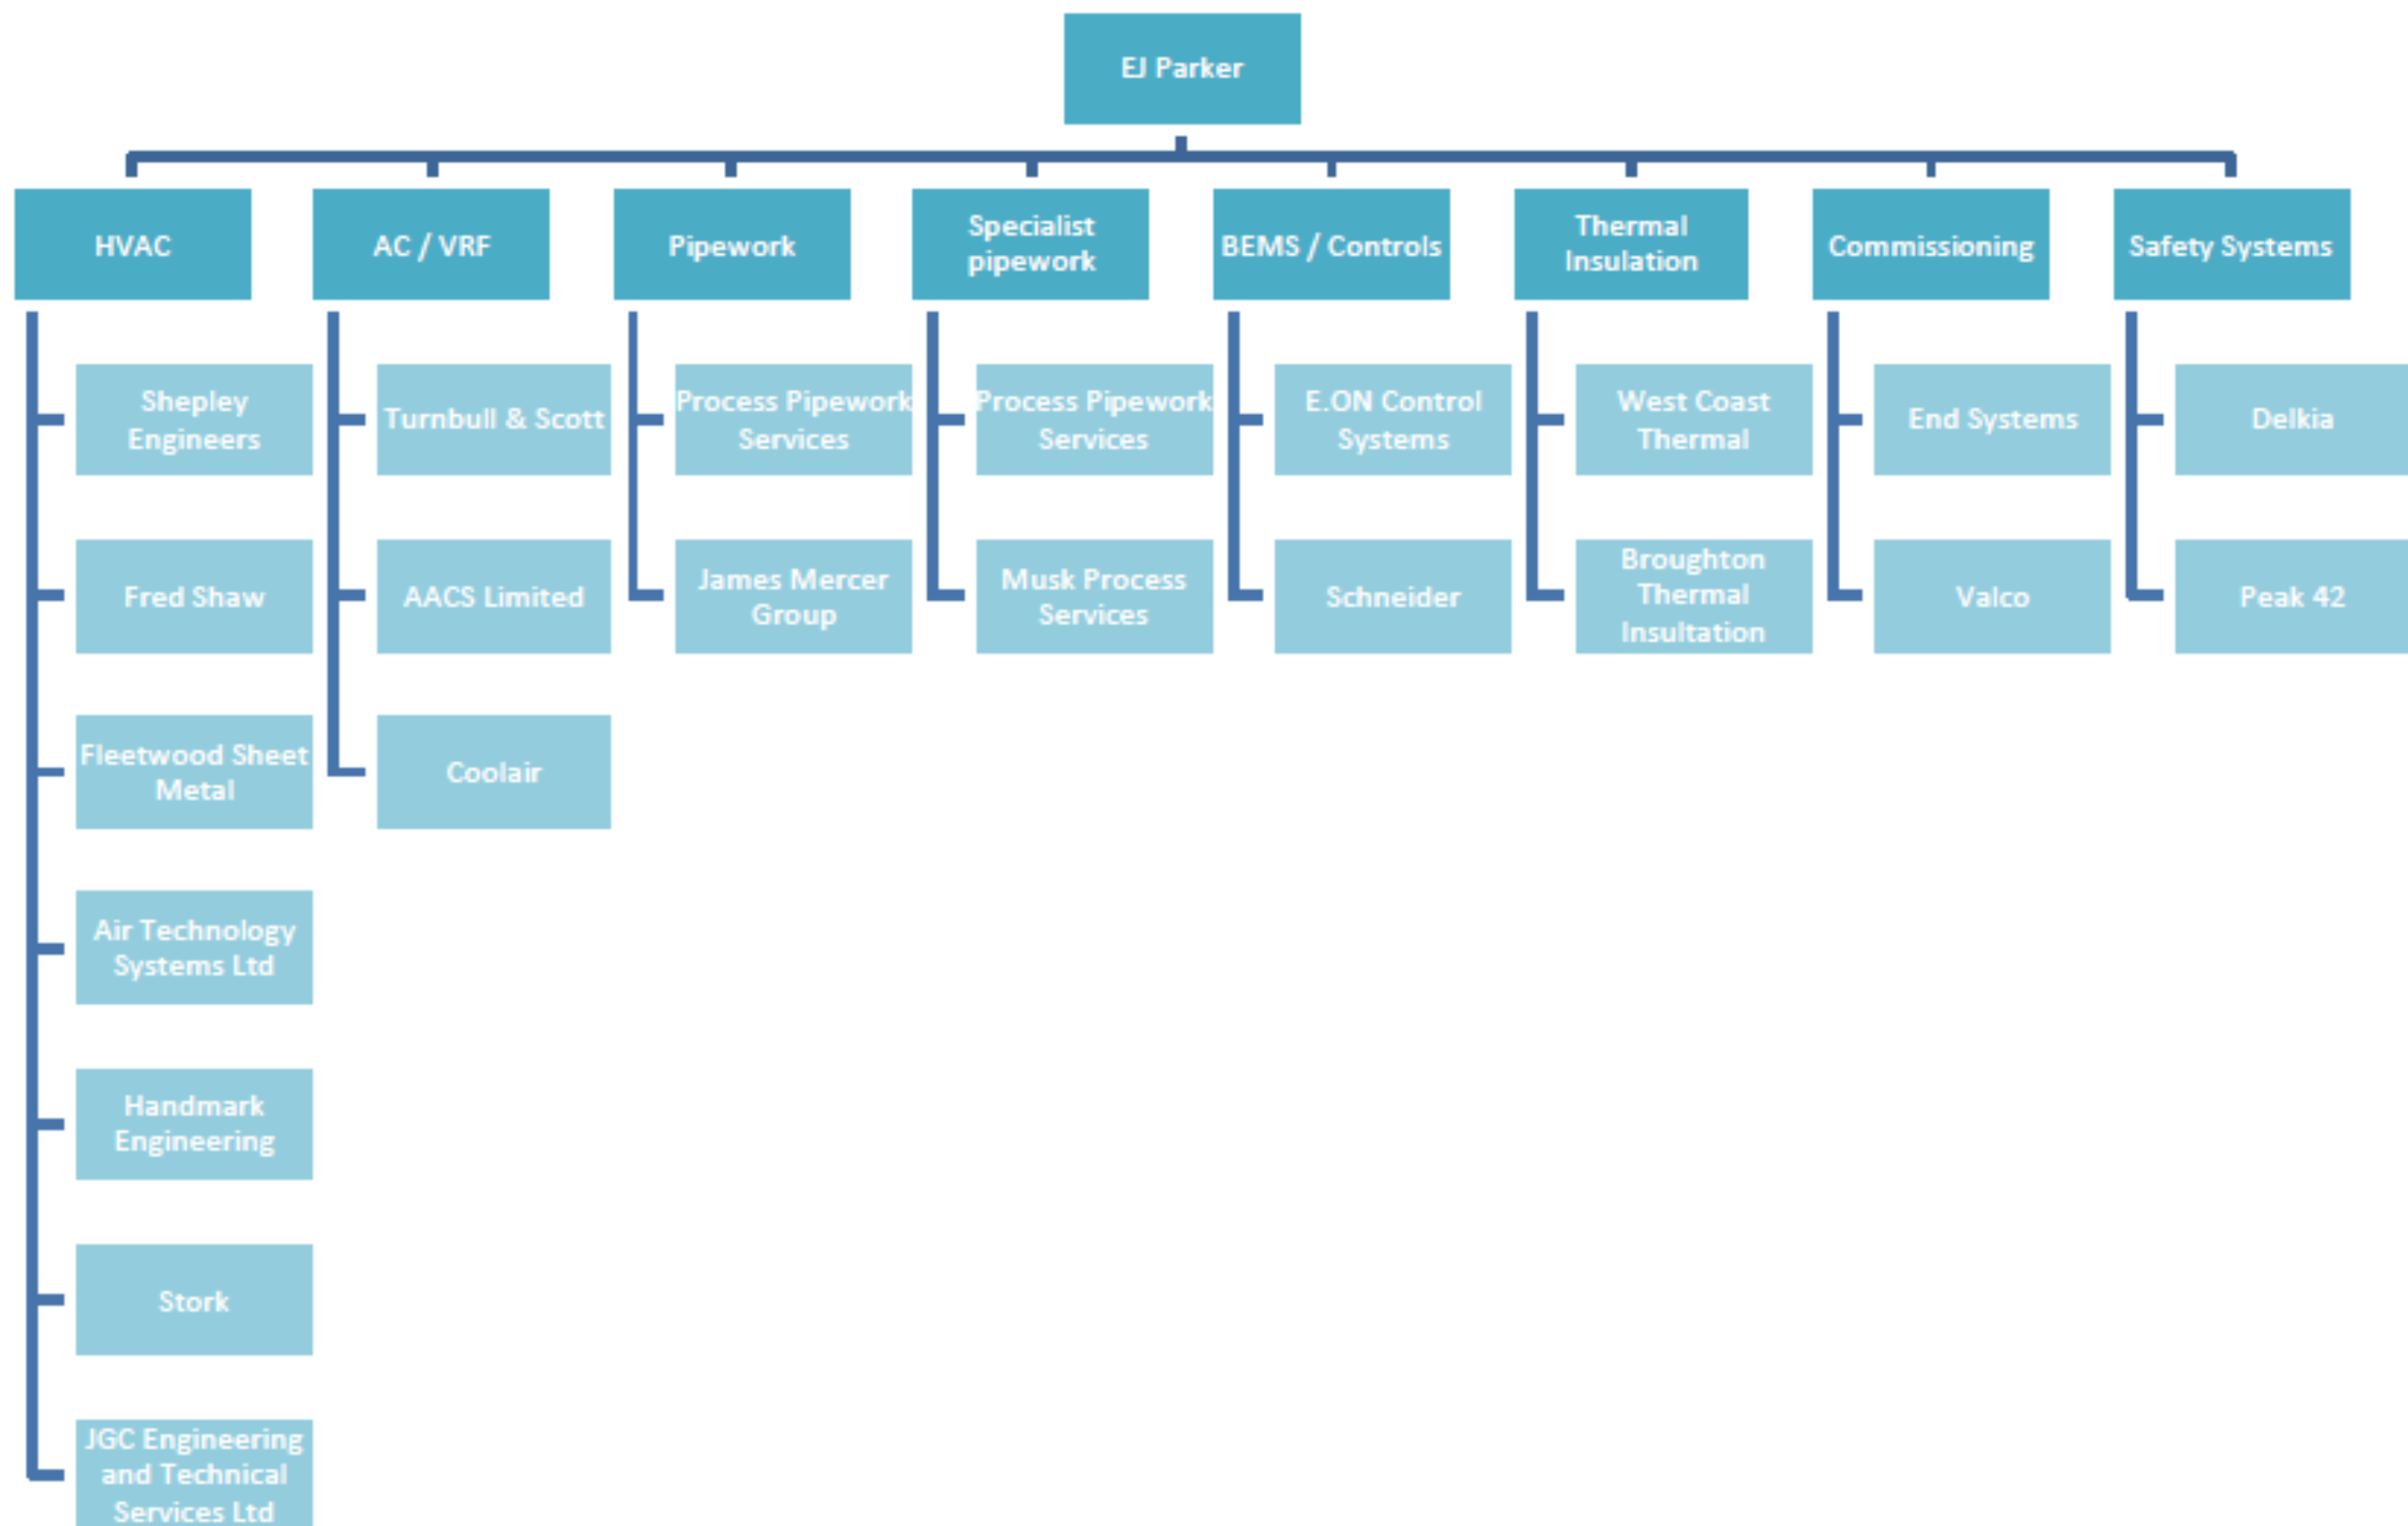 EJ Parker
HVAC
AC / VRF
Pipework
Specialist
pipework
BEMS / Controls
Thermal
Insulation
Commissioning
Safety Systems
Shepley
Engineers
Turnbull & Scott
Process Pipework
Services
Process Pipework
Services
E.ON Control
Systems
West Coast
Thermal
End Systems
Delkia
Fred Shaw
AACS Limited
James Mercer
Group
Musk Process
Services
Schneider
Broughton
Thermal
Insultation
Valco
Peak 42
Fleetwood Sheet
Metal
Coolair
Air Technology
Systems Ltd
Handmark
Engineering
Stork
JGC Engineering
and Technical
Services Ltd